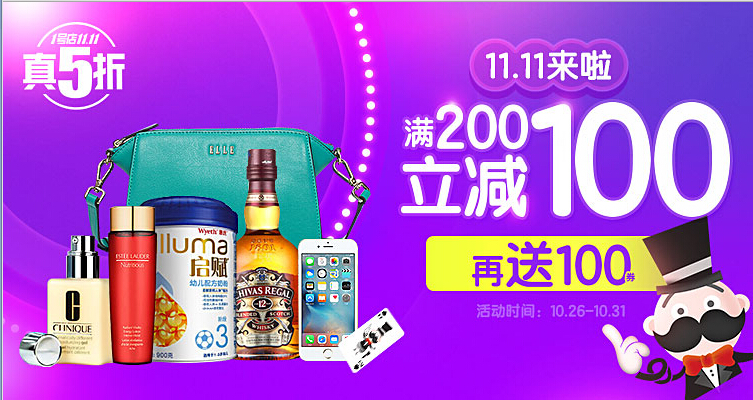 1号店11.11
真5折
11.11来啦
满200
立减100
再送100券
活动时间：10.26-10.31
ELLE
ESTEE LAUDER
Nutritious
CLINIQUE
Wyeth
illuma
启赋
幼儿配方奶粉
3
900克
CHIVAS REGAL
12
BLENDED SCOTCH
WHISKY